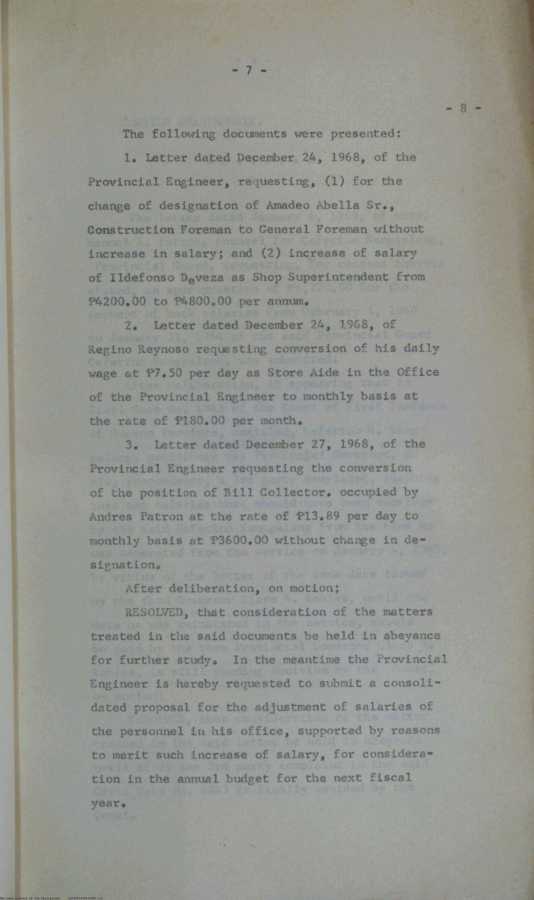 - 7 -
- 8 -
The following documents were presented:
1. Letter dated December 24, 1968, of the
Provincial Engineer, requesting, (1) for the
change of designation of Amadeo Abella Sr.,
Construction Foreman to General Foreman without
increase in salary; and (2) increase of salary
of Ildefonso Deveza as Shop Superintendent from
₱4200.00 to ₱4800.00 per annum.
2. Letter dated December 24, 1968, of
Regino Reynoso requesting conversion of his daily
wage at ₱7.50 per day as Store Aide in the Office
of the Provincial Engineer to monthly basis at
the rate of ₱180.00 per month.
3. Letter dated December 27, 1968, of the
Provincial Engineer requesting the conversion
of the position of Bill Collector. occupied by
Andres Patron at the rate of ₱13.89 per day to
monthly basis at ₱3600.00 without change in de-
signation.
After deliberation, on motion;
RESOLVED, that consideration of the matters
treated in the said documents be held in abeyance
for further study. In the meantime the Provincial
Engineer is hereby requested to submit a consoli-
dated proposal for the adjustment of salaries of
the personnel in his office, supported by reasons
to merit such increase of salary, for considera-
tion in the annual budget for the next fiscal
year.